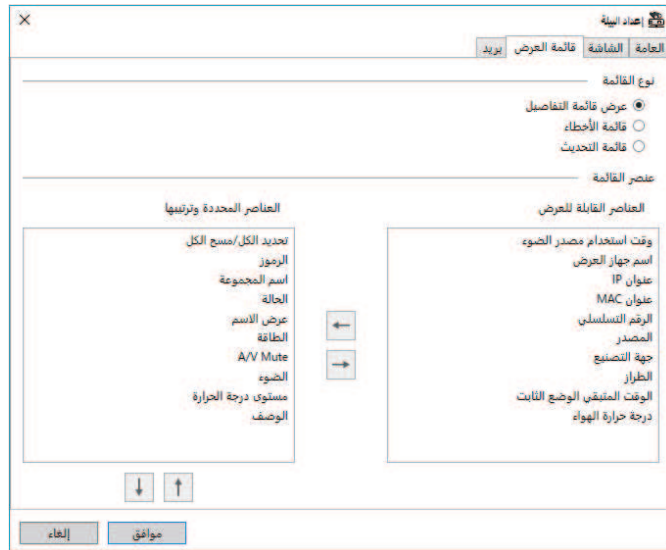 إعداد البيئة
العامة الشاشة قائمة العرض بريد
نوع القائمة
عرض قائمة التفاصيل
قائمة الأخطاء
قائمة التحديث
عنصر القائمة
العناصر القابلة للعرض
وقت استخدام مصدر الضوء
اسم جهاز العرض
عنوان IP
عنوان MAC
الرقم التسلسلي
المصدر
جهة التصنيع
الطراز
الوقت المتبقي الوضع الثابت
درجة حرارة الهواء
العناصر المحددة وترتيبها
تحديد الكل/مسح الكل
الرموز
اسم المجموعة
الحالة
عرض الاسم
الطاقة
A/V Mute
الضوء
مستوى درجة الحرارة
الوصف
موافق
إلغاء